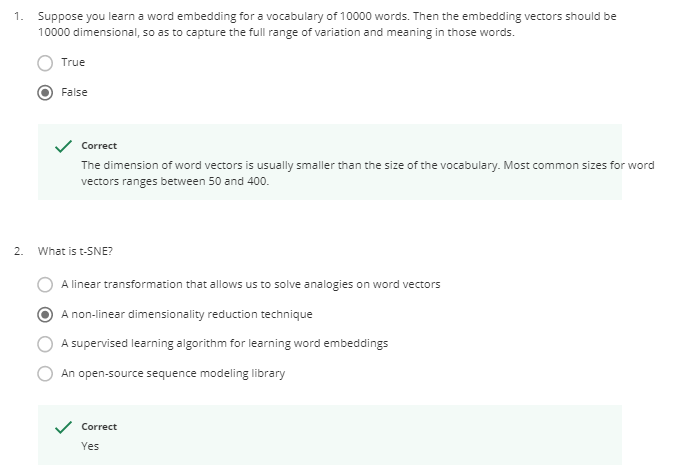 1. Suppose you learn a word embedding for a vocabulary of 10000 words. Then the embedding vectors should be
10000 dimensional, so as to capture the full range of variation and meaning in those words.
True
False
Correct
The dimension of word vectors is usually smaller than the size of the vocabulary. Most common sizes for word
vectors ranges between 50 and 400.
2. What is t-SNE?
A linear transformation that allows us to solve analogies on word vectors
A non-linear dimensionality reduction technique
A supervised learning algorithm for learning word embeddings
An open-source sequence modeling library
Correct
Yes